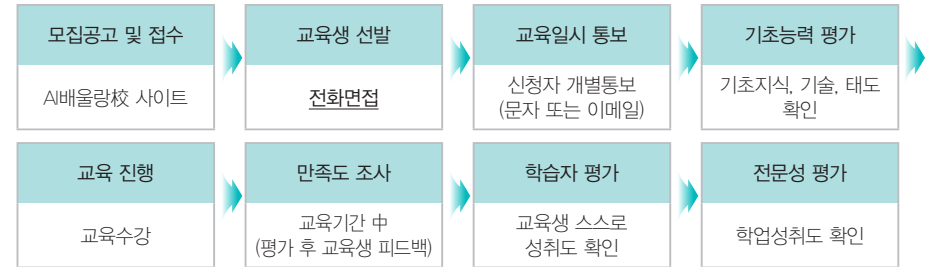 모집공고 및 접수
AI배울랑校 사이트
교육생 선발
전화면접
교육일시 통보
신청자 개별통보
(문자 또는 이메일)
기초능력 평가
기초지식, 기술, 태도
확인
교육 진행
교육수강
만족도 조사
교육기간 中
(평가 후 교육생 피드백)
학습자 평가
교육생 스스로
성취도 확인
전문성 평가
학업성취도 확인